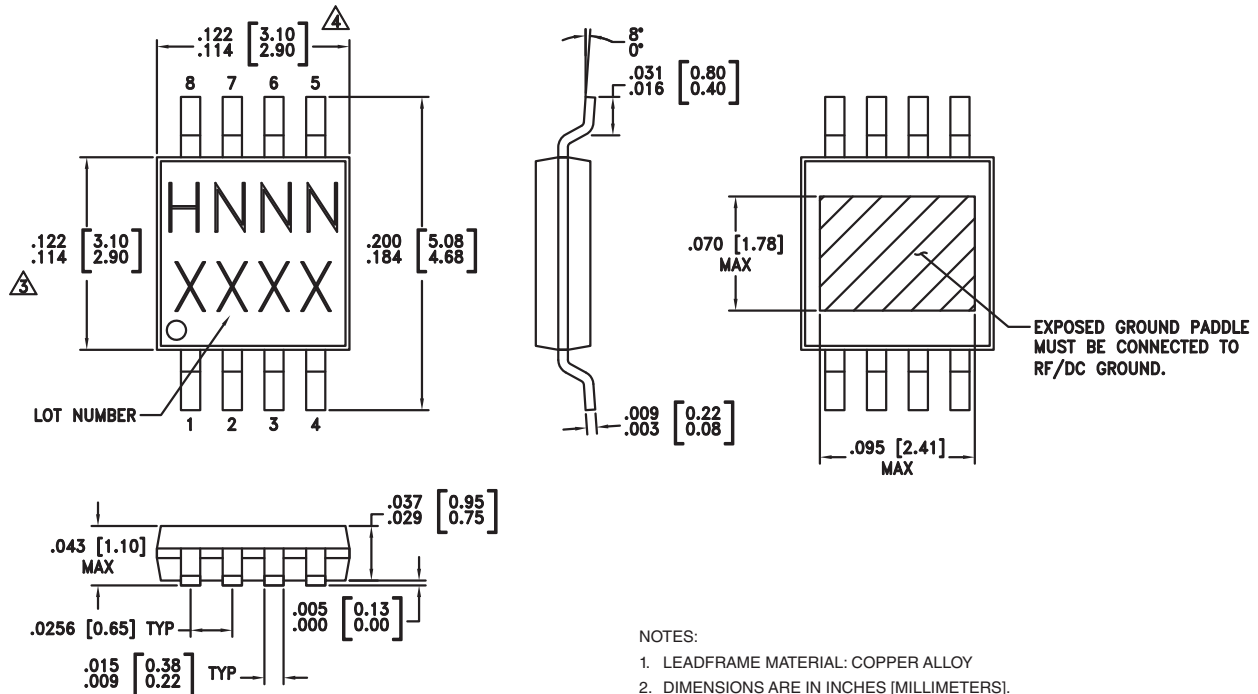 .122 [3.10]
.114 [2.90]
4
8 7 6 5
HNNN
XXXX
.122 [3.10]
.114 [2.90]
3
.200 [5.08]
.184 [4.68]
LOT NUMBER
1 2 3 4
8°
0°
.031 [0.80]
.016 [0.40]
.009 [0.22]
.003 [0.08]
.070 [1.78]
MAX
EXPOSED GROUND PADDLE
MUST BE CONNECTED TO
RF/DC GROUND.
.095 [2.41]
MAX
.037 [0.95]
.029 [0.75]
.043 [1.10]
MAX
.005 [0.13]
.000 [0.00]
.0256 [0.65] TYP
.015 [0.38]
.009 [0.22] TYP
NOTES:
1. LEADFRAME MATERIAL: COPPER ALLOY
2. DIMENSIONS ARE IN INCHES [MILLIMETERS].